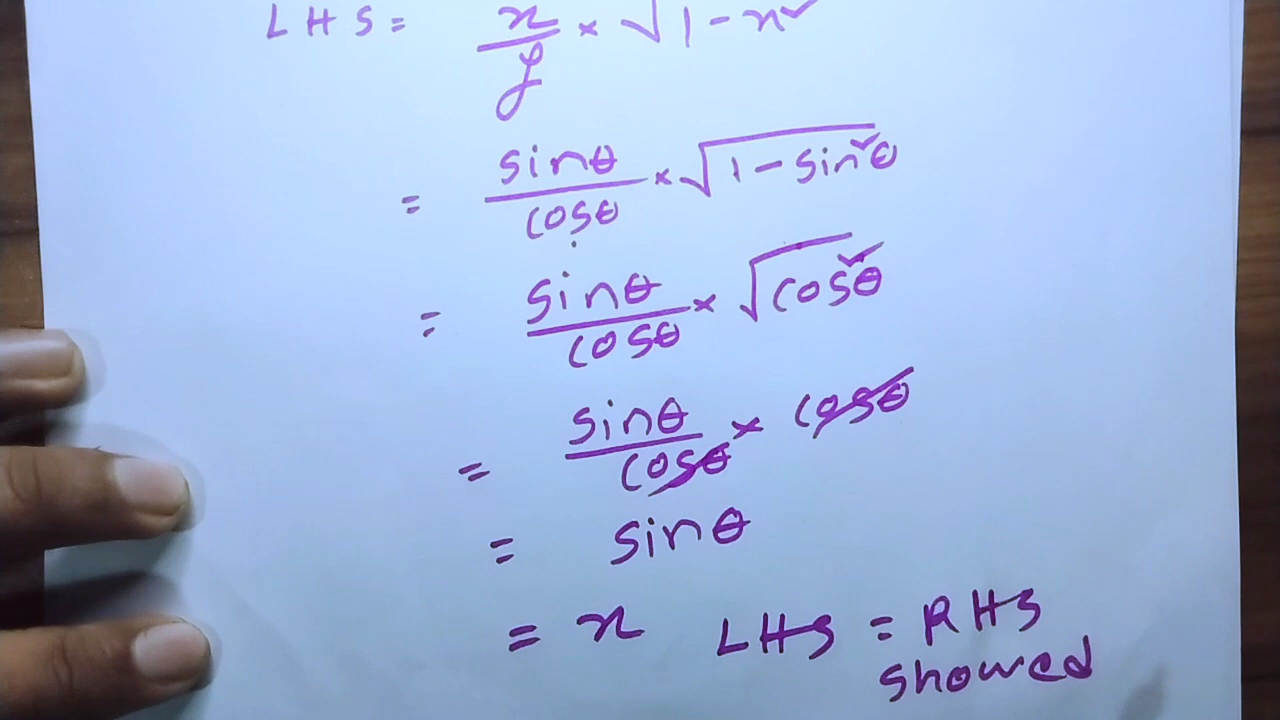 LHS = x/y × √1 - x²
= sinθ/cosθ × √1 - sin²θ
= sinθ/cosθ × √cos²θ
= sinθ/cosθ × cosθ
= sinθ
= x LHS = RHS
showed